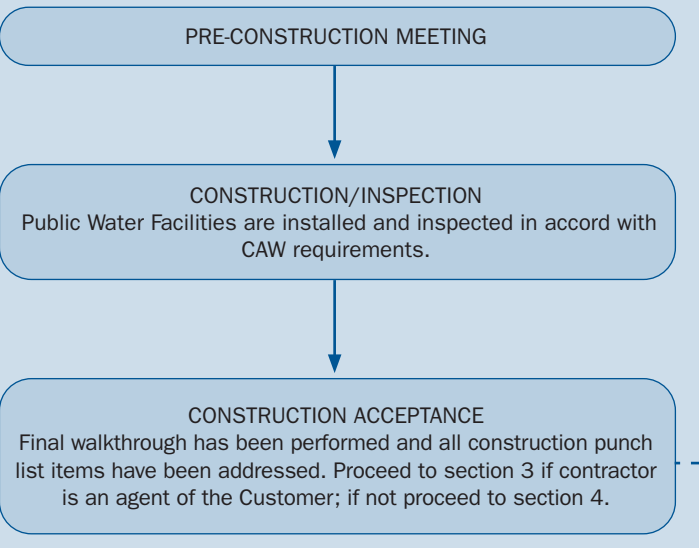 PRE-CONSTRUCTION MEETING
CONSTRUCTION/INSPECTION
Public Water Facilities are installed and inspected in accord with
CAW requirements.
CONSTRUCTION ACCEPTANCE
Final walkthrough has been performed and all construction punch
list items have been addressed. Proceed to section 3 if contractor
is an agent of the Customer; if not proceed to section 4.